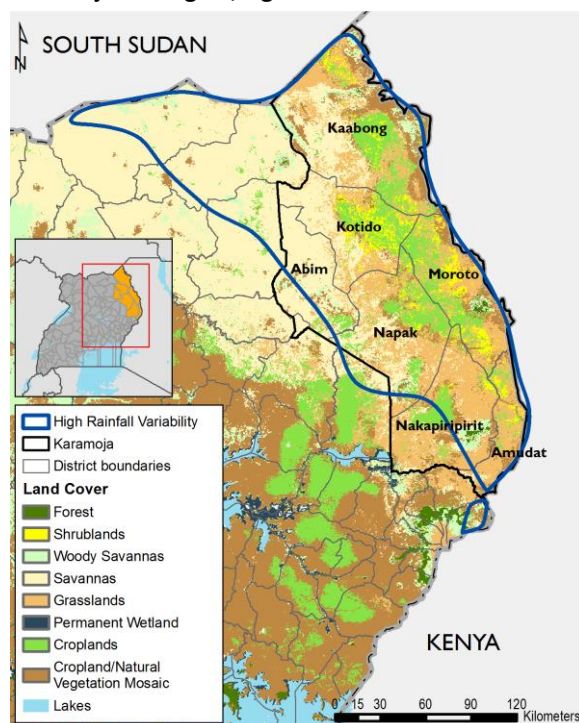 SOUTH SUDAN
N
Kaabong
Kotido
Moroto
Abim
Napak
Nakapiripirit
Amudat
High Rainfall Variability
Karamoja
District boundaries
Land Cover
Forest
Shrublands
Woody Savannas
Savannas
Grasslands
Permanent Wetland
Croplands
Cropland/Natural
Vegetation Mosaic
Lakes
KENYA
0 15 30 60 90 120
Kilometers